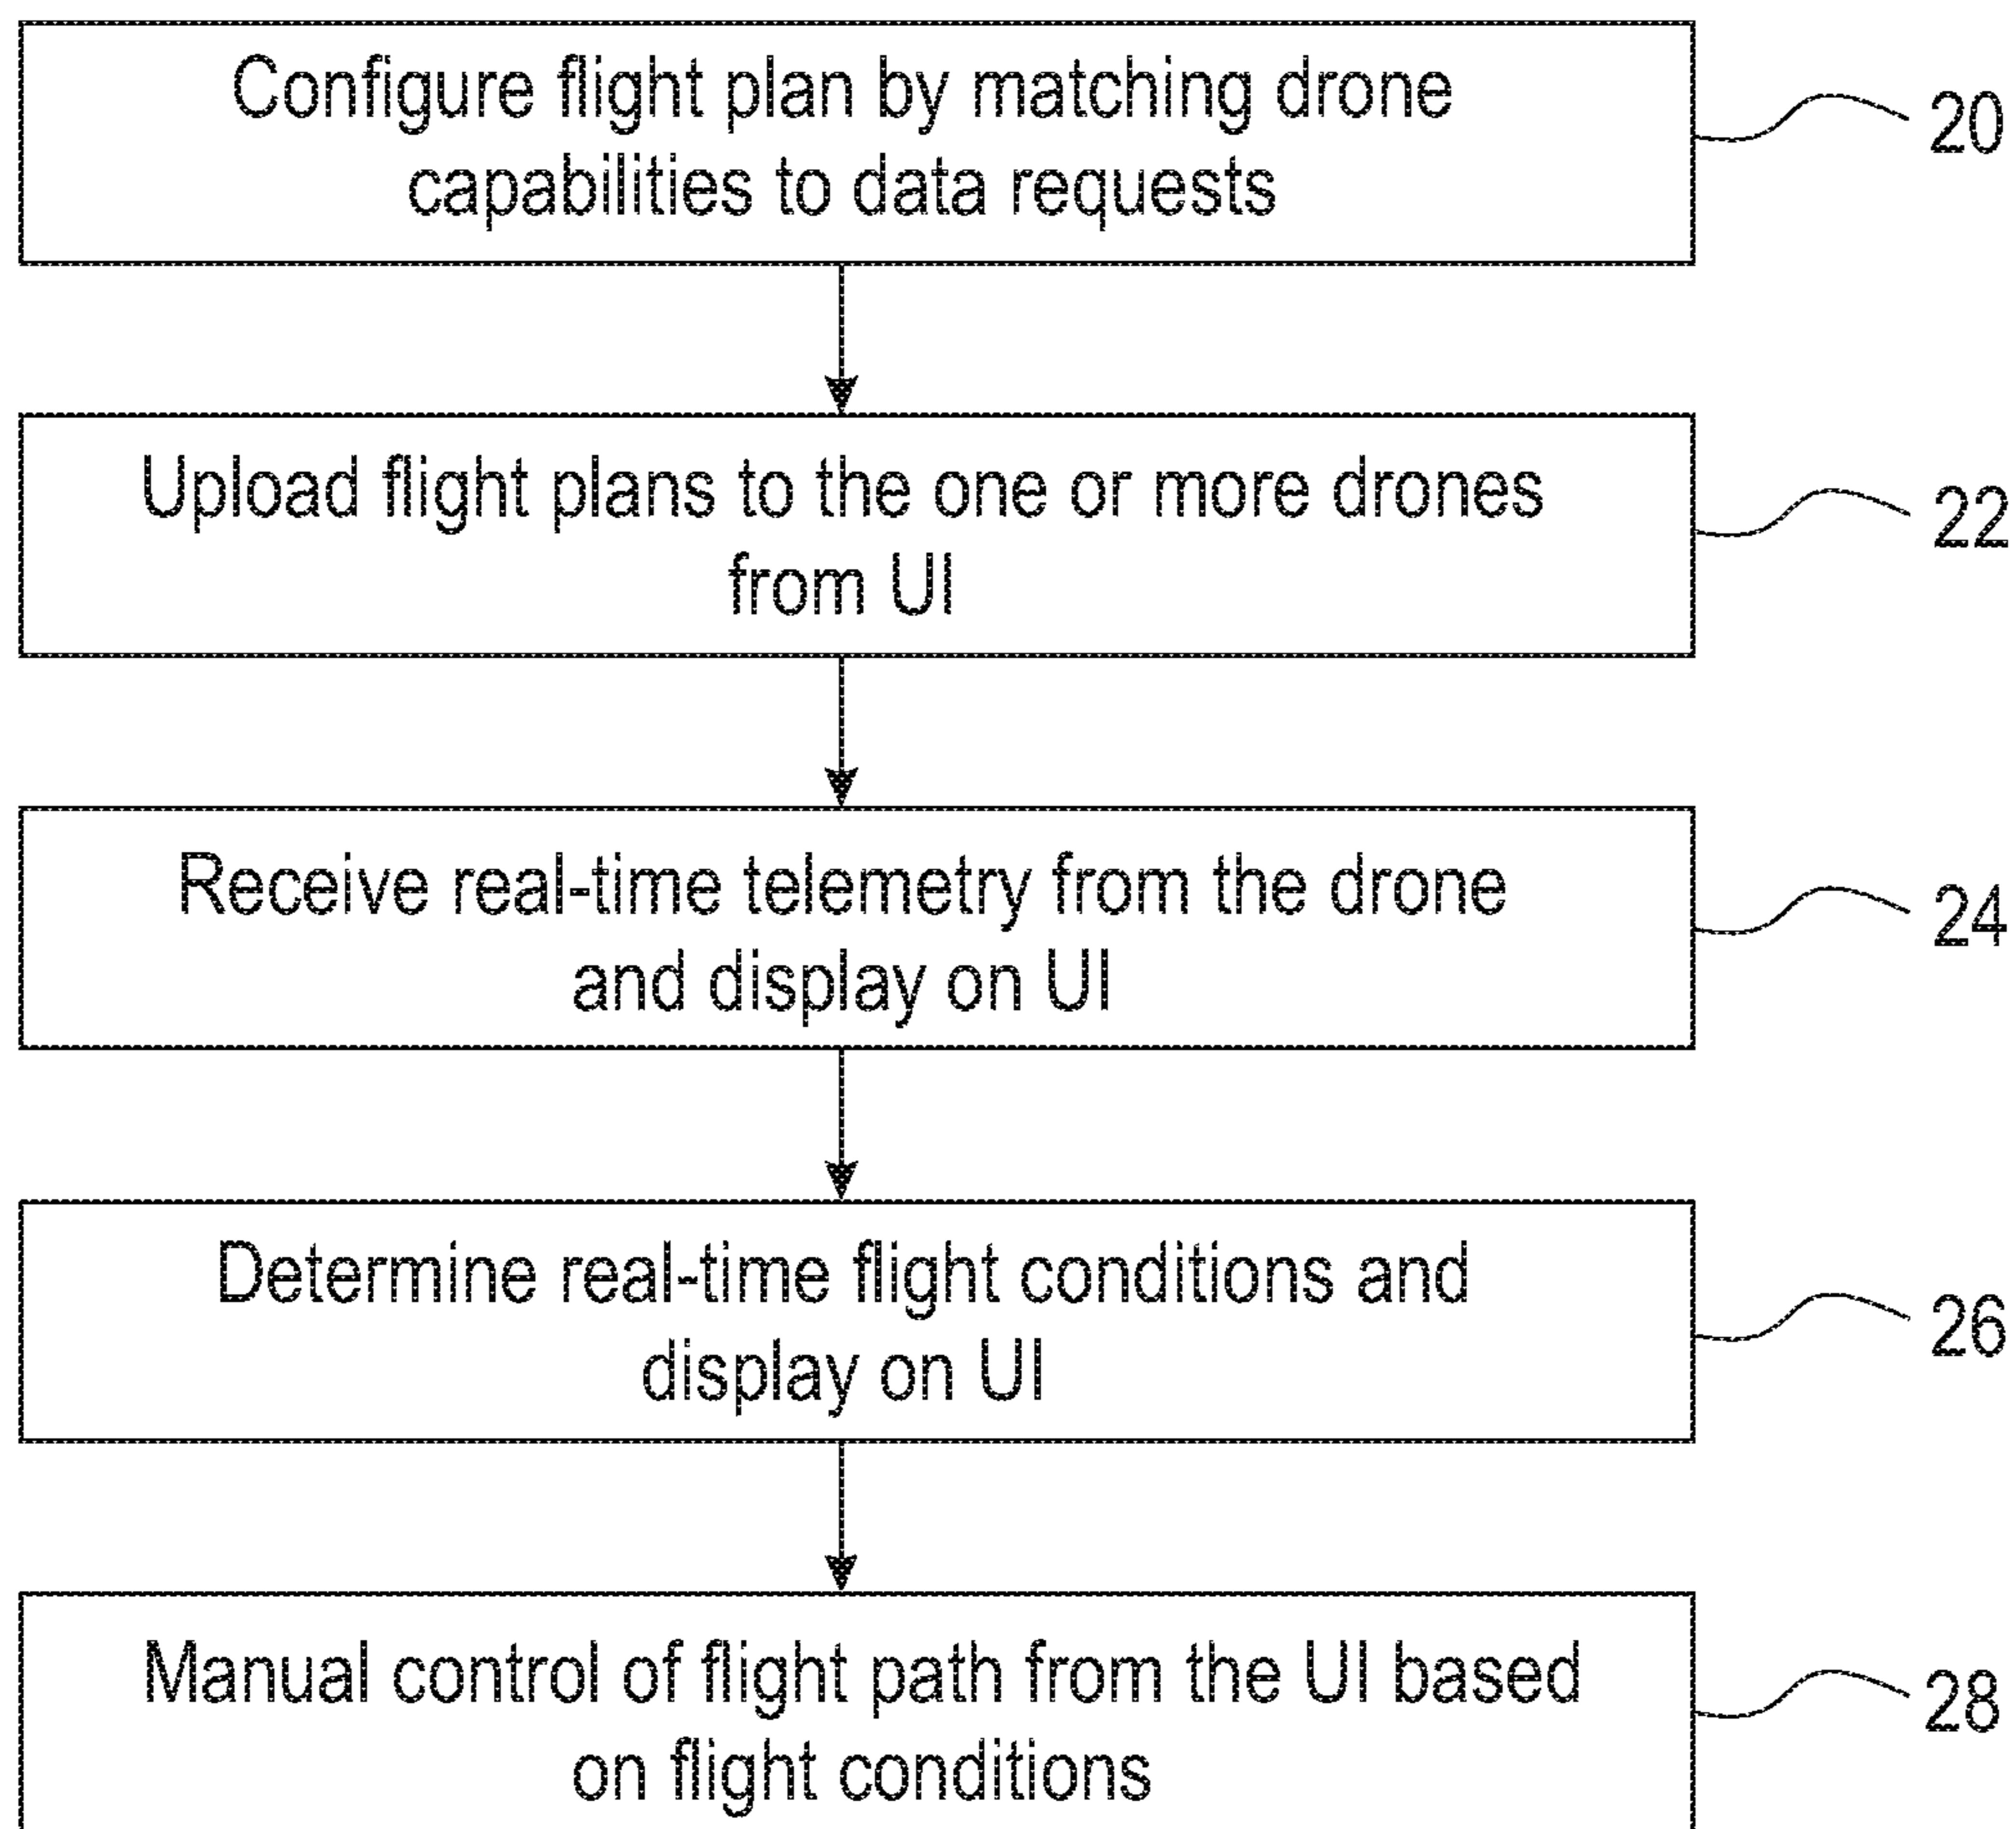 Configure flight plan by matching drone
capabilities to data requests
20
Upload flight plans to the one or more drones
from UI
22
Receive real-time telemetry from the drone
and display on UI
24
Determine real-time flight conditions and
display on UI
26
Manual control of flight path from the UI based
on flight conditions
28